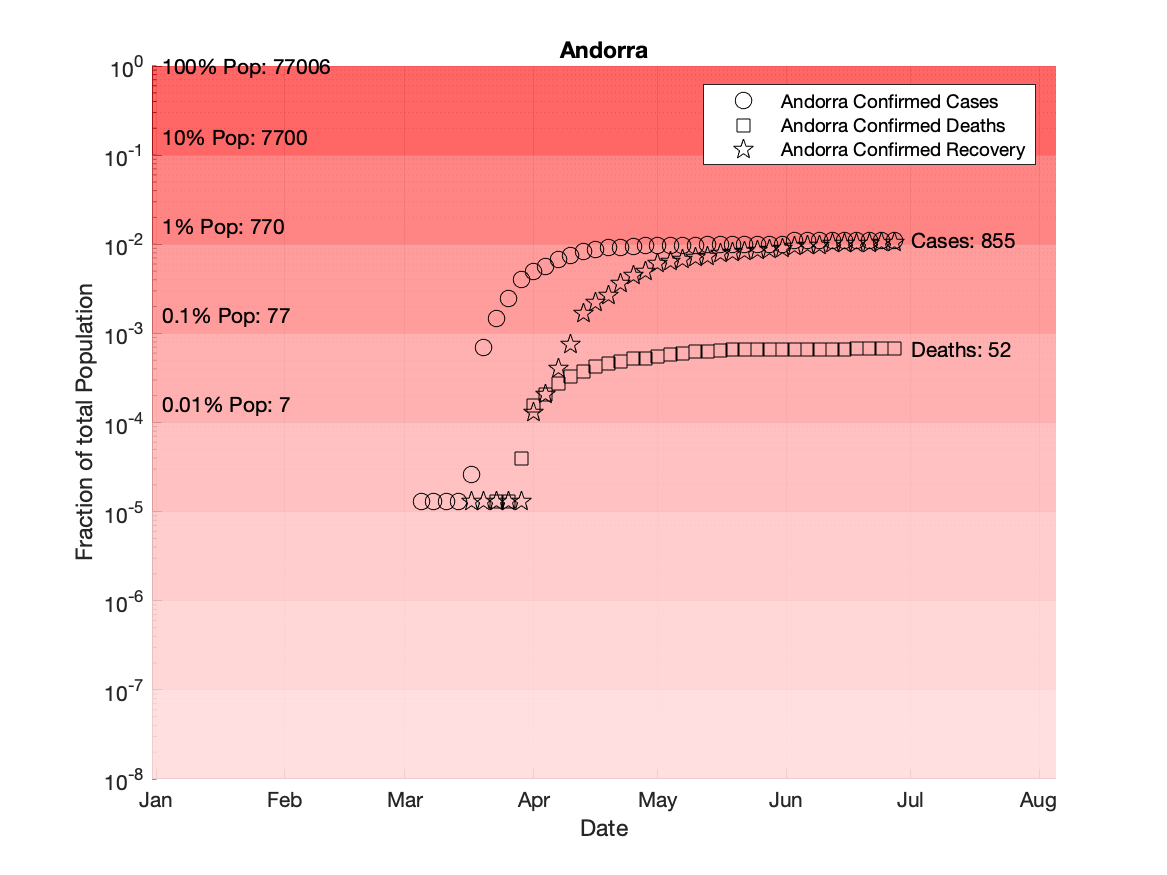 Andorra
10^0
100% Pop: 77006
Andorra Confirmed Cases
Andorra Confirmed Deaths
Andorra Confirmed Recovery
10% Pop: 7700
10^-1
1% Pop: 770
10^-2
Cases: 855
0.1% Pop: 77
10^-3
Deaths: 52
0.01% Pop: 7
10^-4
10^-5
10^-6
10^-7
10^-8
Fraction of total Population
Jan Feb Mar Apr May Jun Jul Aug
Date